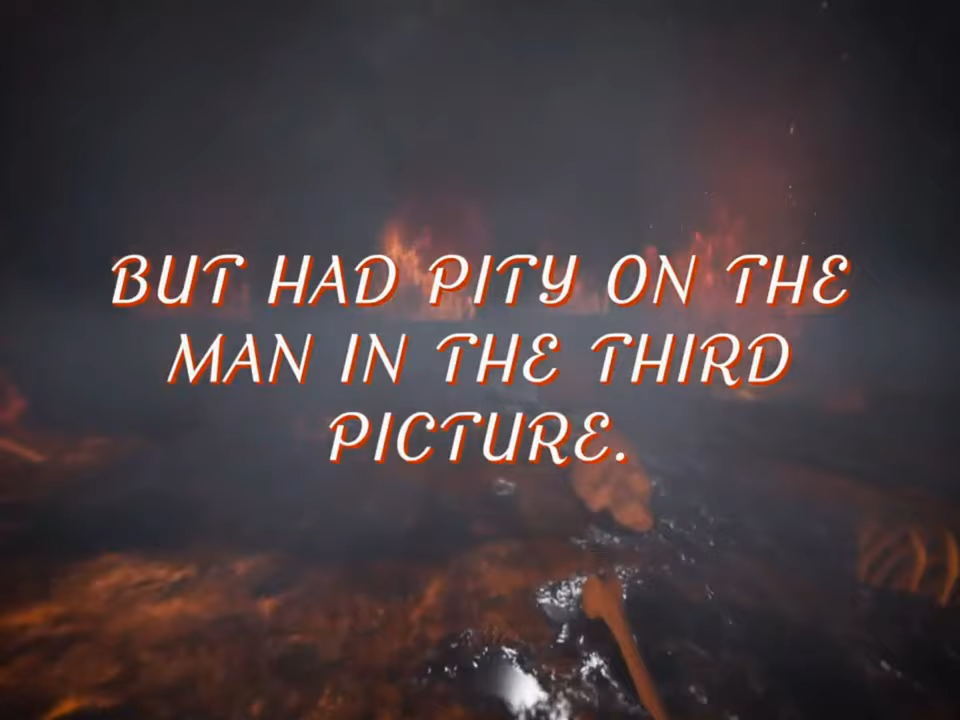 BUT HAD PITY ON THE
MAN IN THE THIRD
PICTURE.